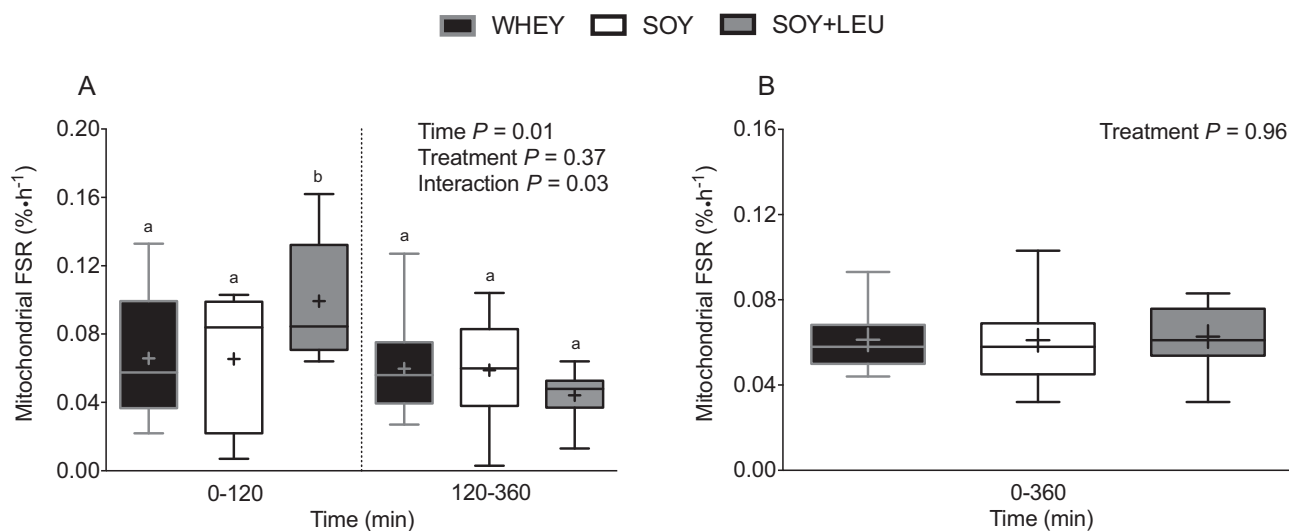 WHEY SOY SOY+LEU
A
Mitochondrial FSR (%•h-1)
0.20
0.16
0.12
0.08
0.04
0.00
Time P = 0.01
Treatment P = 0.37
Interaction P = 0.03
a
a
b
a
a
a
0-120
120-360
Time (min)
B
Mitochondrial FSR (%•h-1)
0.16
0.12
0.08
0.04
0.00
Treatment P = 0.96
0-360
Time (min)